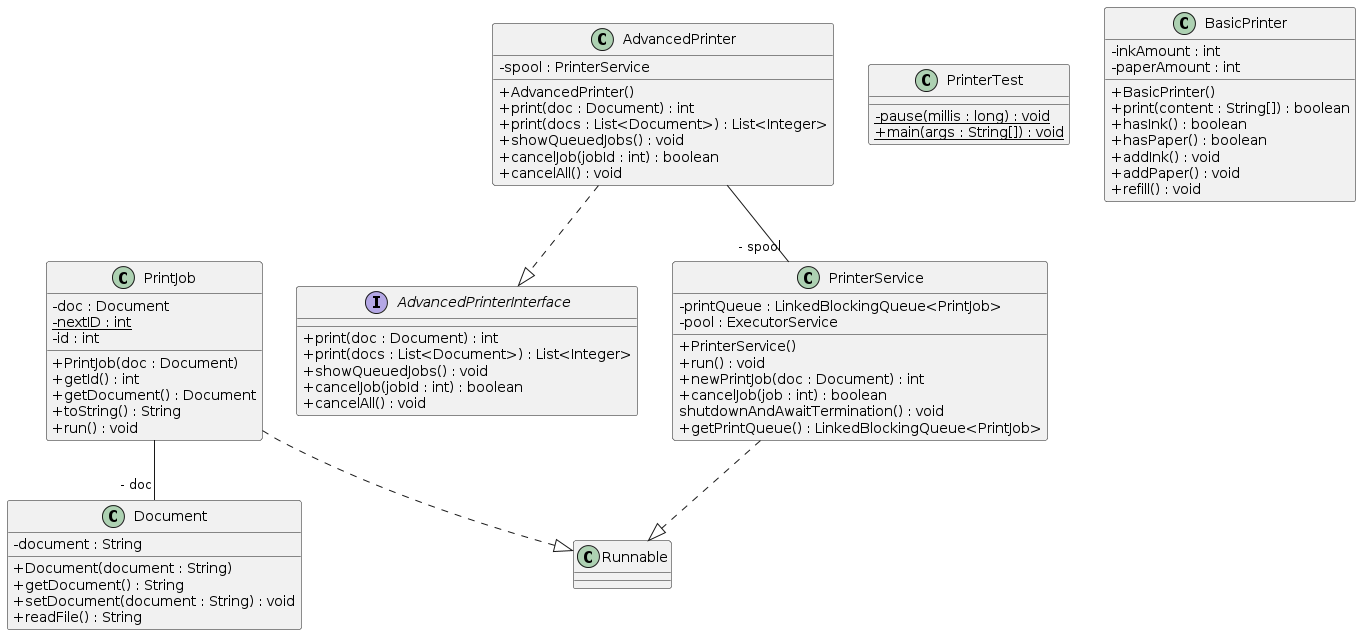 C AdvancedPrinter
-spool : PrinterService
+AdvancedPrinter()
+print(doc : Document) : int
+print(docs : List<Document>) : List<Integer>
+showQueuedJobs() : void
+cancelJob(jobId : int) : boolean
+cancelAll() : void
C PrinterTest
-pause(millis : long) : void
+main(args : String[]) : void
C BasicPrinter
-inkAmount : int
-paperAmount : int
+BasicPrinter()
+print(content : String[]) : boolean
+hasInk() : boolean
+hasPaper() : boolean
+addInk() : void
+addPaper() : void
+refill() : void
- spool
C PrintJob
-doc : Document
-nextID : int
-id : int
+PrintJob(doc : Document)
+getId() : int
+getDocument() : Document
+toString() : String
+run() : void
I AdvancedPrinterInterface
+print(doc : Document) : int
+print(docs : List<Document>) : List<Integer>
+showQueuedJobs() : void
+cancelJob(jobId : int) : boolean
+cancelAll() : void
C PrinterService
-printQueue : LinkedBlockingQueue<PrintJob>
-pool : ExecutorService
+PrinterService()
+run() : void
+newPrintJob(doc : Document) : int
+cancelJob(job : int) : boolean
shutdownAndAwaitTermination() : void
+getPrintQueue() : LinkedBlockingQueue<PrintJob>
- doc
C Document
-document : String
+Document(document : String)
+getDocument() : String
+setDocument(document : String) : void
+readFile() : String
C Runnable